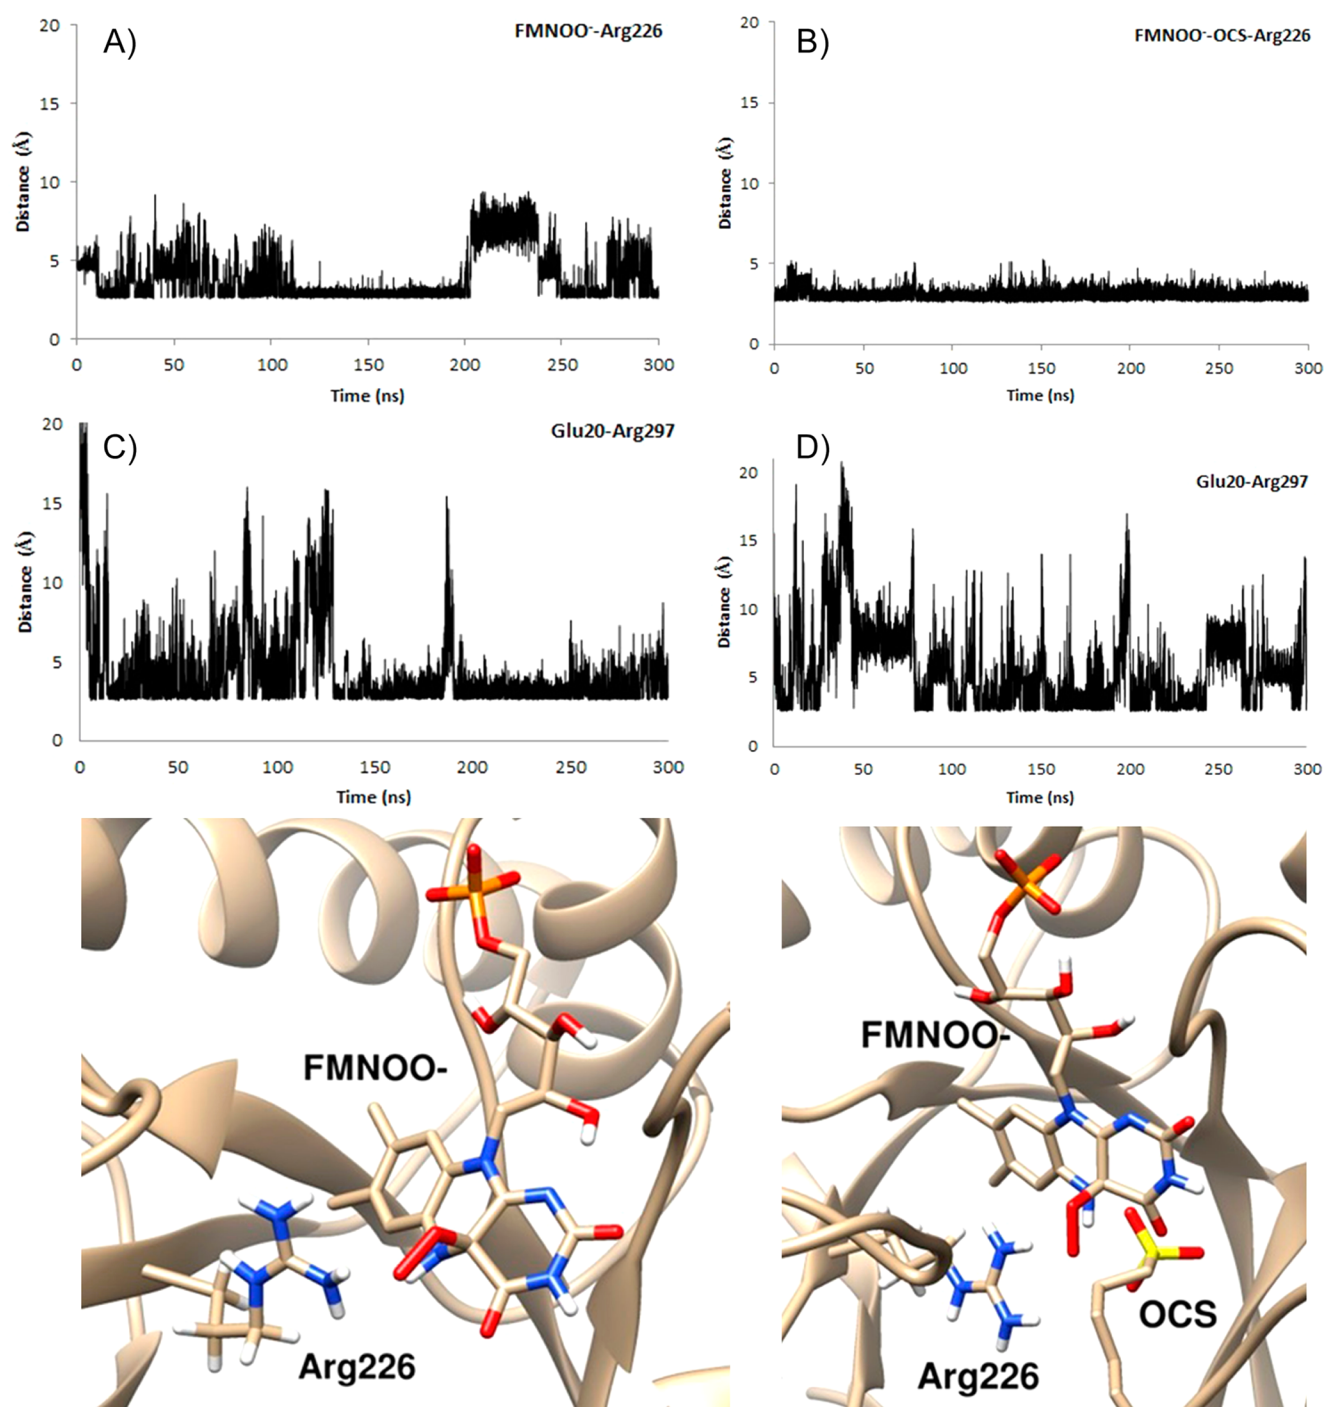 A)
FMNOO⁻-Arg226
20
15
10
5
0
Distance (Å)
0 50 100 150 200 250 300
Time (ns)
B)
FMNOO⁻-OCS-Arg226
20
15
10
5
0
Distance (Å)
0 50 100 150 200 250 300
Time (ns)
C)
Glu20-Arg297
20
15
10
5
0
Distance (Å)
0 50 100 150 200 250 300
Time (ns)
D)
Glu20-Arg297
20
15
10
5
0
Distance (Å)
0 50 100 150 200 250 300
Time (ns)
FMNOO-
Arg226
FMNOO-
OCS
Arg226